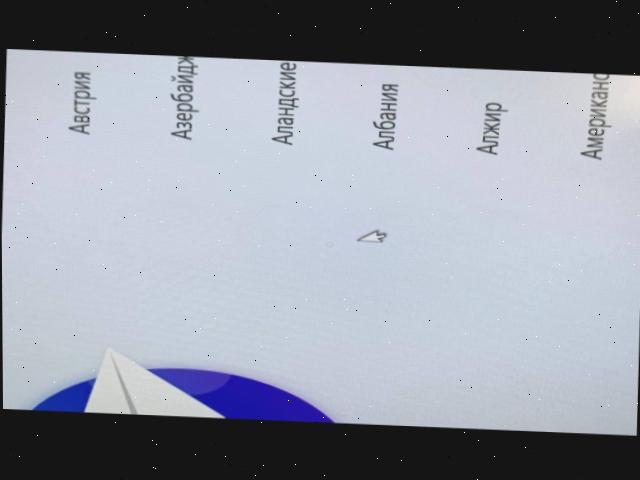 Австрия
Азербайдж
Аландские
Албания
Алжир
Американс